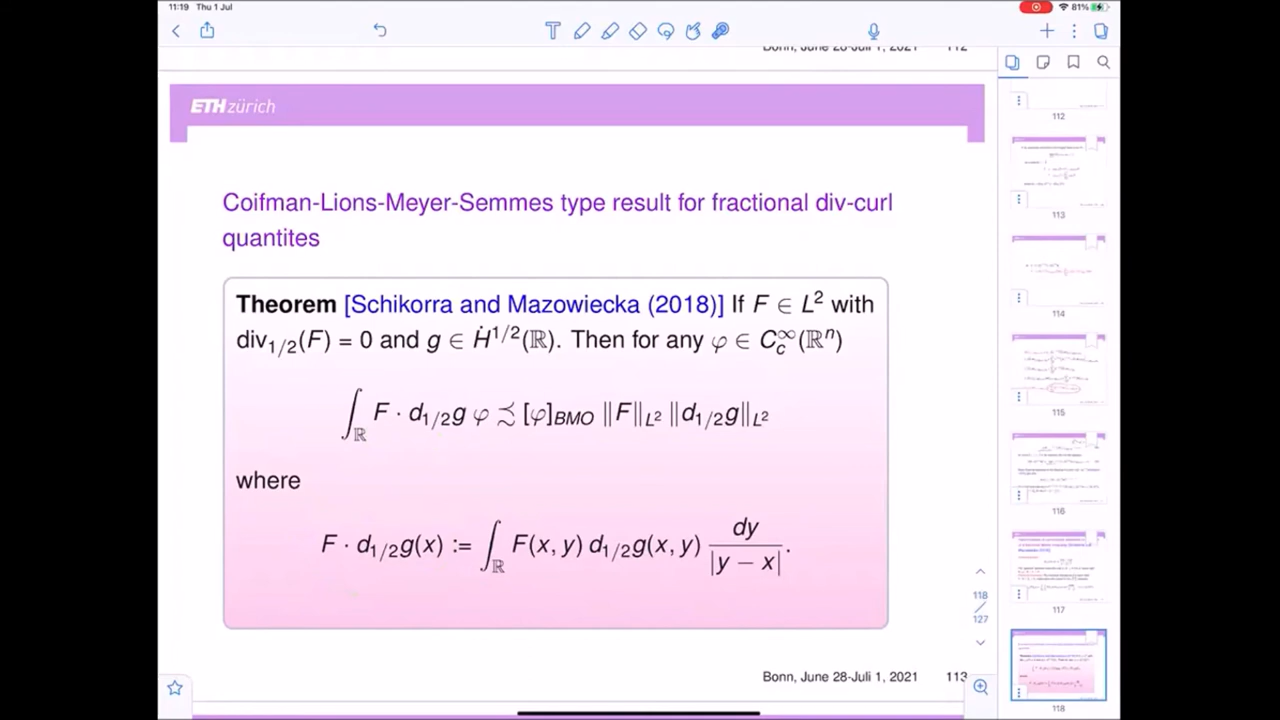 11:19 Thu 1 Jul
81%
Bonn, June 28-Juli 1, 2021 112
ETH zürich
Coifman-Lions-Meyer-Semmes type result for fractional div-curl
quantites
Theorem [Schikorra and Mazowiecka (2018)] If F ∈ L² with
div_{1/2}(F) = 0 and g ∈ Ḣ^{1/2}(ℝ). Then for any φ ∈ C_c^∞(ℝⁿ)
∫_ℝ F · d_{1/2}g φ ≾ [φ]_{BMO} ‖F‖_{L²} ‖d_{1/2}g‖_{L²}
where
F · d_{1/2}g(x) := ∫_ℝ F(x, y) d_{1/2}g(x, y) dy / |y − x|.
Bonn, June 28-Juli 1, 2021 113
118
127
112
113
114
115
116
117
118